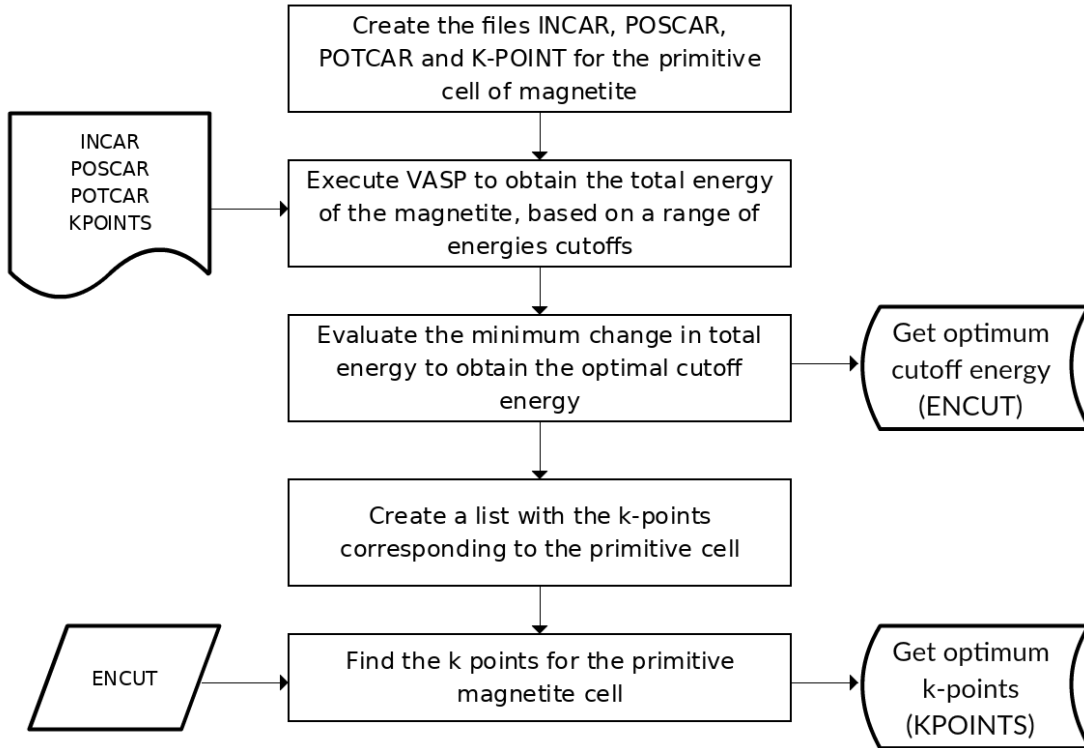 Create the files INCAR, POSCAR,
POTCAR and K-POINT for the primitive
cell of magnetite
INCAR
POSCAR
POTCAR
KPOINTS
Execute VASP to obtain the total energy
of the magnetite, based on a range of
energies cutoffs
Evaluate the minimum change in total
energy to obtain the optimal cutoff
energy
Get optimum
cutoff energy
(ENCUT)
Create a list with the k-points
corresponding to the primitive cell
ENCUT
Find the k points for the primitive
magnetite cell
Get optimum
k-points
(KPOINTS)